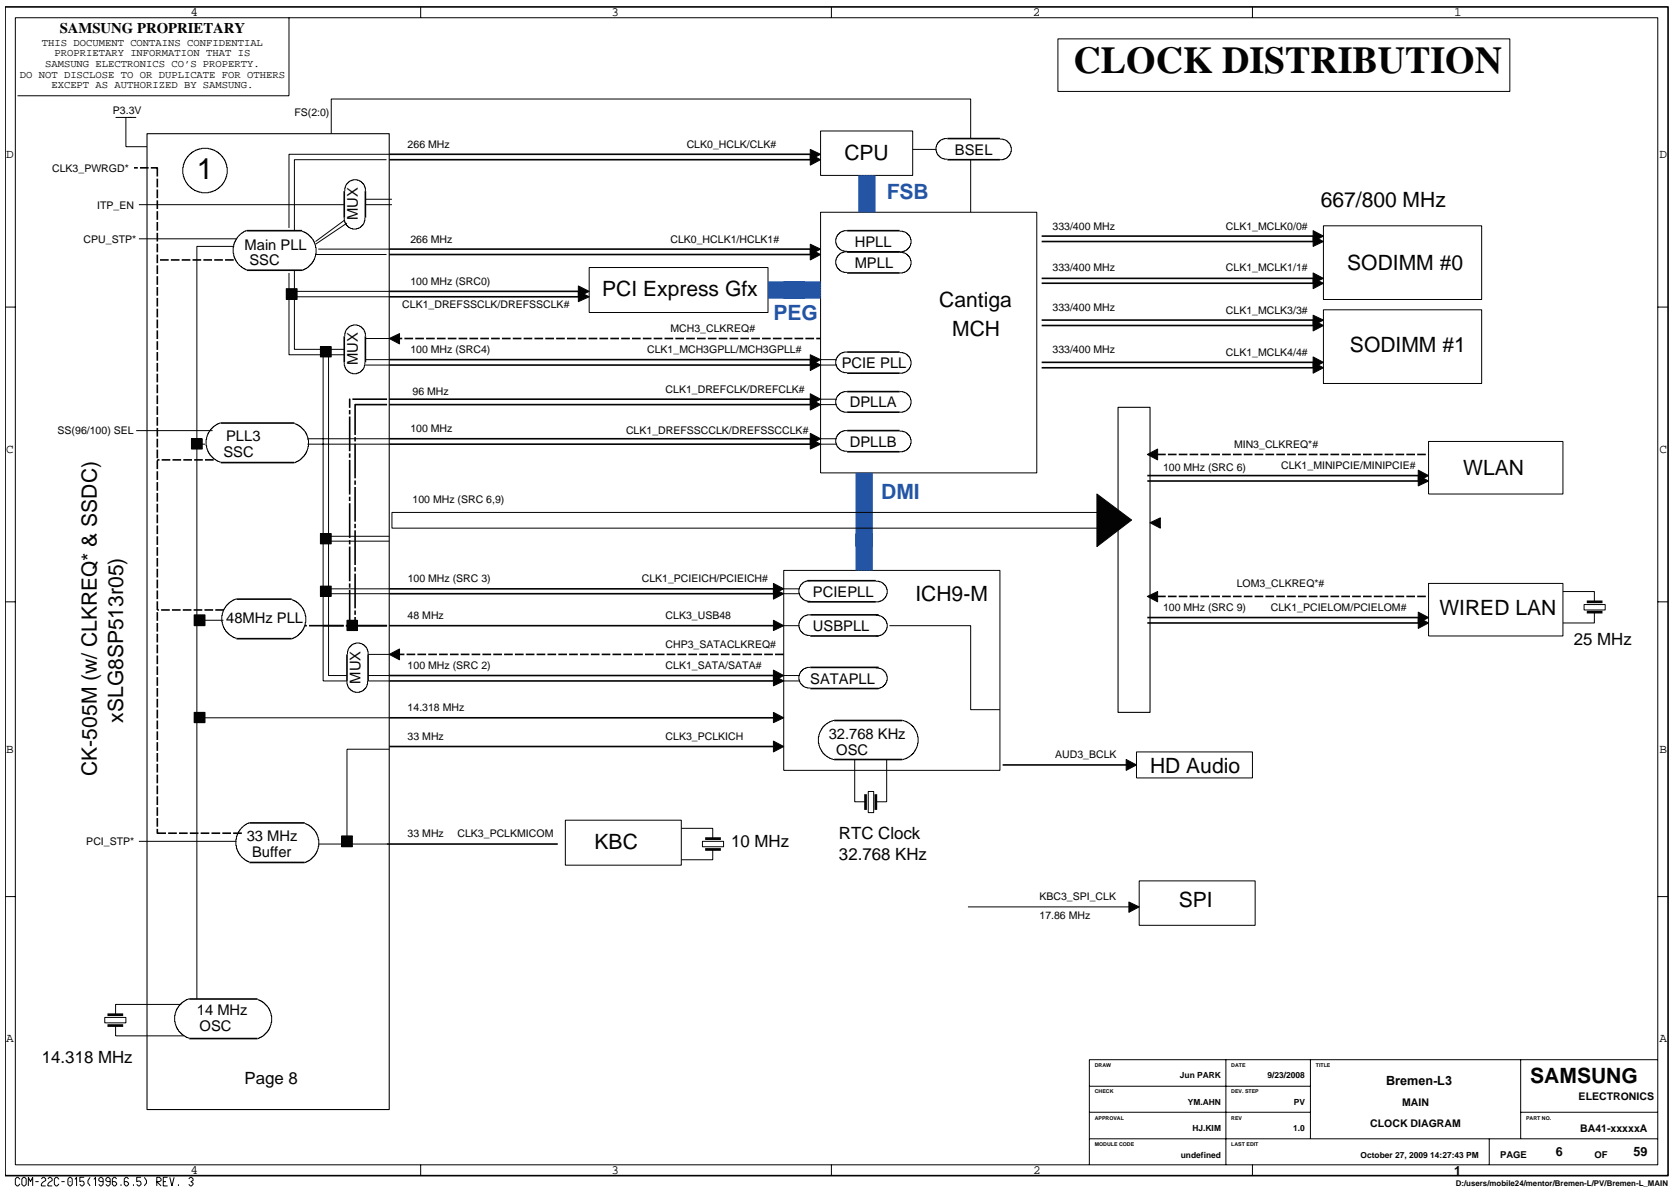 4 3 2 1
SAMSUNG PROPRIETARY
THIS DOCUMENT CONTAINS CONFIDENTIAL
PROPRIETARY INFORMATION THAT IS
SAMSUNG ELECTRONICS CO'S PROPERTY.
DO NOT DISCLOSE TO OR DUPLICATE FOR OTHERS
EXCEPT AS AUTHORIZED BY SAMSUNG.
CLOCK DISTRIBUTION
P3.3V
FS(2:0)
D
D
CLK3_PWRGD*
1
266 MHz
CLK0_HCLK/CLK#
CPU
BSEL
FSB
ITP_EN
MUX
667/800 MHz
CPU_STP*
Main PLL
SSC
266 MHz
CLK0_HCLK1/HCLK1#
HPLL
MPLL
333/400 MHz
CLK1_MCLK0/0#
333/400 MHz
CLK1_MCLK1/1#
SODIMM #0
100 MHz (SRC0)
CLK1_DREFSSCLK/DREFSSCLK#
PCI Express Gfx
PEG
Cantiga
MCH
333/400 MHz
CLK1_MCLK3/3#
333/400 MHz
CLK1_MCLK4/4#
SODIMM #1
MUX
MCH3_CLKREQ#
100 MHz (SRC4)
CLK1_MCH3GPLL/MCH3GPLL#
PCIE PLL
96 MHz
CLK1_DREFCLK/DREFCLK#
DPLLA
SS(96/100) SEL
PLL3
SSC
100 MHz
CLK1_DREFSSCCLK/DREFSSCCLK#
DPLLB
C
C
MIN3_CLKREQ*#
100 MHz (SRC 6)
CLK1_MINIPCIE/MINIPCIE#
WLAN
DMI
100 MHz (SRC 6,9)
CK-505M (w/ CLKREQ* & SSDC)
xSLG8SP513r05)
100 MHz (SRC 3)
CLK1_PCIEICH/PCIEICH#
PCIEPLL
ICH9-M
LOM3_CLKREQ*#
100 MHz (SRC 9)
CLK1_PCIELOM/PCIELOM#
WIRED LAN
25 MHz
48MHz PLL
48 MHz
CLK3_USB48
USBPLL
MUX
CHP3_SATACLKREQ#
100 MHz (SRC 2)
CLK1_SATA/SATA#
SATAPLL
14.318 MHz
33 MHz
CLK3_PCLKICH
32.768 KHz
OSC
B
B
AUD3_BCLK
HD Audio
PCI_STP*
33 MHz
Buffer
33 MHz
CLK3_PCLKMICOM
KBC
10 MHz
RTC Clock
32.768 KHz
KBC3_SPI_CLK
17.86 MHz
SPI
14 MHz
OSC
A
A
14.318 MHz
Page 8
DRAW
Jun PARK
DATE
9/23/2008
TITLE
Bremen-L3
MAIN
CLOCK DIAGRAM
SAMSUNG
ELECTRONICS
CHECK
YM.AHN
DEV. STEP
PV
APPROVAL
HJ.KIM
REV
1.0
PART NO.
BA41-xxxxxA
MODULE CODE
undefined
LAST EDIT
October 27, 2009 14:27:43 PM
PAGE 6 OF 59
4 3 2 1
COM-22C-015(1996.6.5) REV. 3
D:/users/mobile24/mentor/Bremen-L/PV/Bremen-L_MAIN